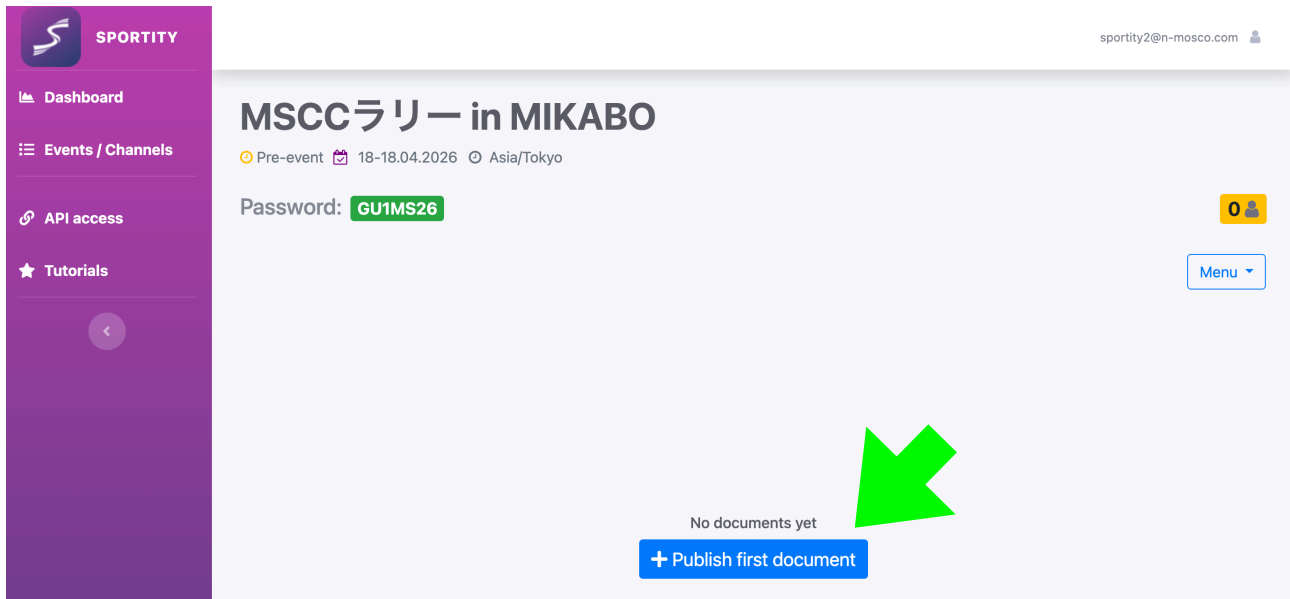 SPORTITY
sportity2@n-mosco.com
Dashboard
Events / Channels
API access
Tutorials
MSCCラリー in MIKABO
Pre-event 18-18.04.2026 Asia/Tokyo
Password: GU1MS26
0
Menu
No documents yet
Publish first document